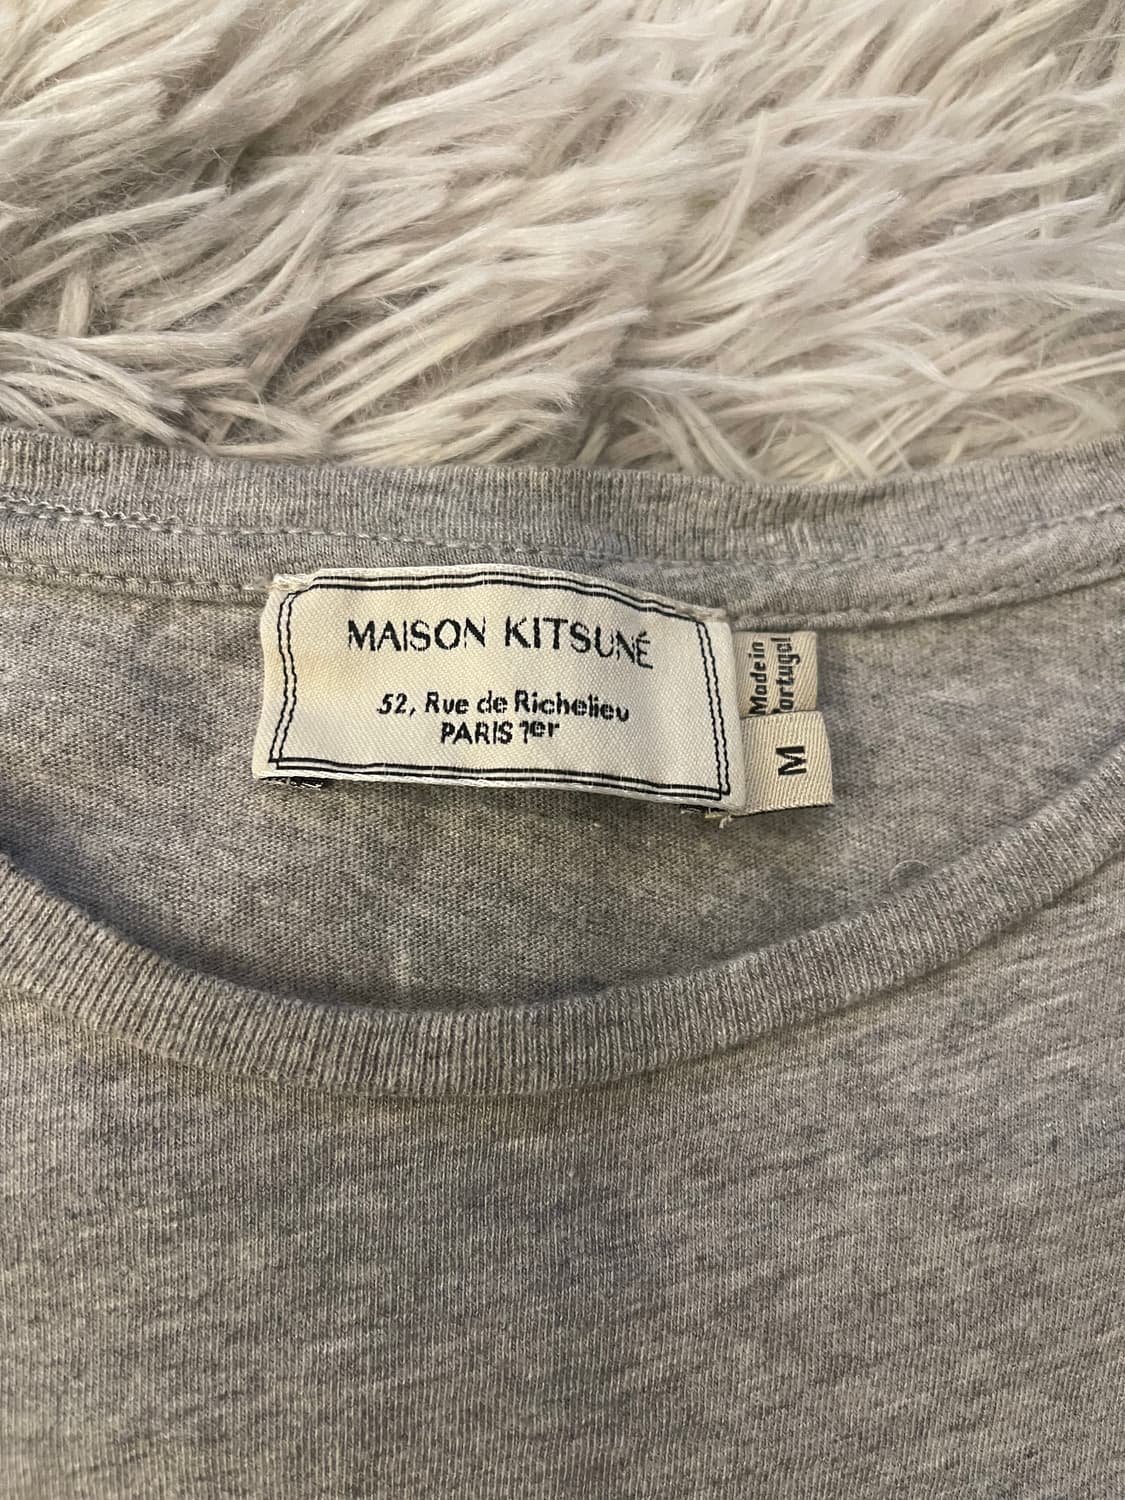 MAISON KITSUNÉ
52, Rue de Richelieu
PARIS 1er
Made in
Portugal
M